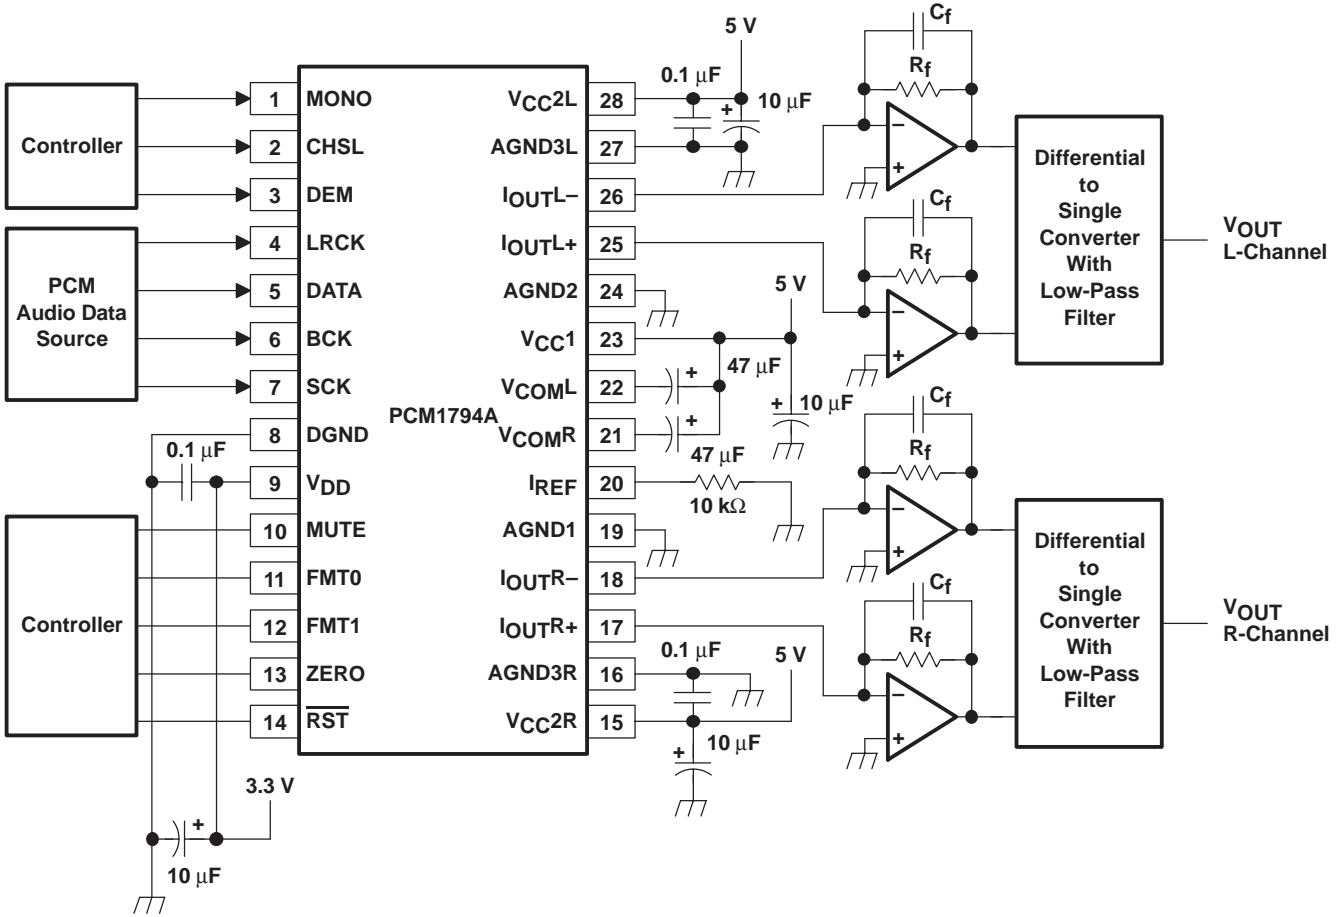 Controller
PCM
Audio Data
Source
Controller
1 MONO
2 CHSL
3 DEM
4 LRCK
5 DATA
6 BCK
7 SCK
8 DGND
9 VDD
10 MUTE
11 FMT0
12 FMT1
13 ZERO
14 RST
0.1 μF
3.3 V
+
10 μF
PCM1794A
VCC2L 28
AGND3L 27
IOUTL– 26
IOUTL+ 25
AGND2 24
VCC1 23
VCOML 22
VCOMR 21
IREF 20
AGND1 19
IOUTR– 18
IOUTR+ 17
AGND3R 16
VCC2R 15
5 V
0.1 μF
+
10 μF
5 V
47 μF
+
+
+
10 μF
47 μF
10 kΩ
0.1 μF
5 V
10 μF
+
Cf
Rf
–
+
Cf
Rf
–
+
Cf
Rf
–
+
Cf
Rf
–
+
Differential
to
Single
Converter
With
Low-Pass
Filter
VOUT
L-Channel
Differential
to
Single
Converter
With
Low-Pass
Filter
VOUT
R-Channel